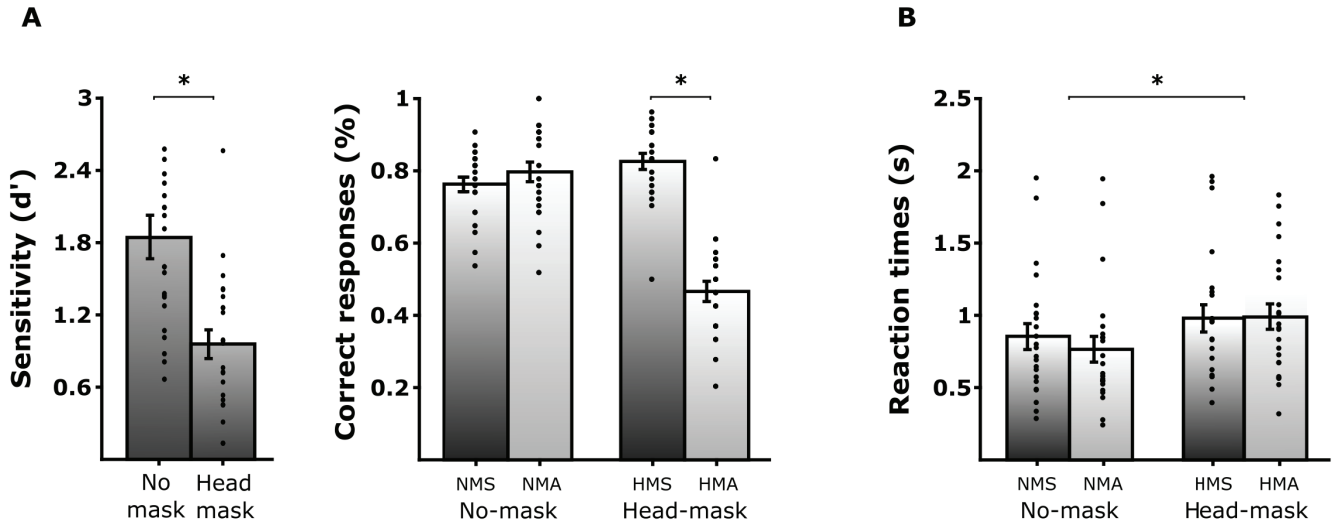 A
B
Sensitivity (d')
3
2.4
1.8
1.2
0.6
*
No mask
Head mask
Correct responses (%)
1
0.8
0.6
0.4
0.2
*
NMS NMA HMS HMA
No-mask Head-mask
Reaction times (s)
2.5
2
1.5
1
0.5
*
NMS NMA HMS HMA
No-mask Head-mask